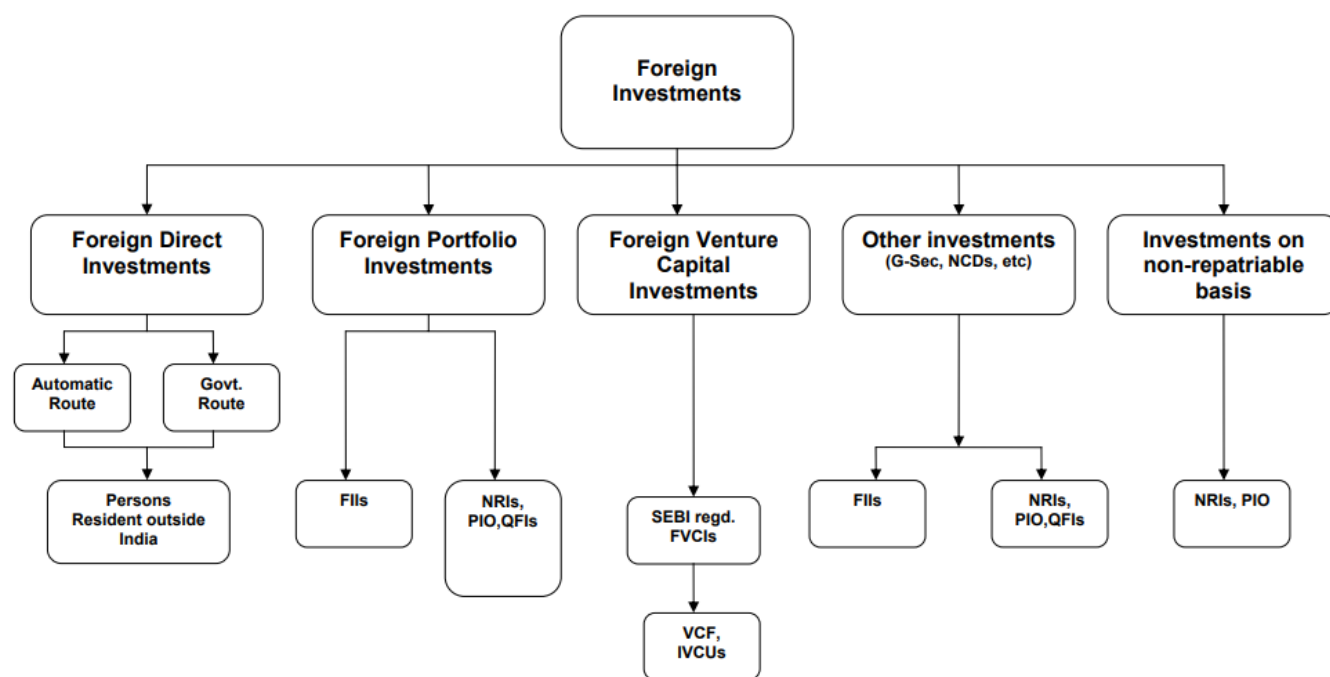 Foreign
Investments
Foreign Direct
Investments
Foreign Portfolio
Investments
Foreign Venture
Capital
Investments
Other investments
(G-Sec, NCDs, etc)
Investments on
non-repatriable
basis
Automatic
Route
Govt.
Route
Persons
Resident outside
India
FIIs
NRIs,
PIO,QFIs
SEBI regd.
FVCIs
FIIs
NRIs,
PIO,QFIs
NRIs, PIO
VCF,
IVCUs